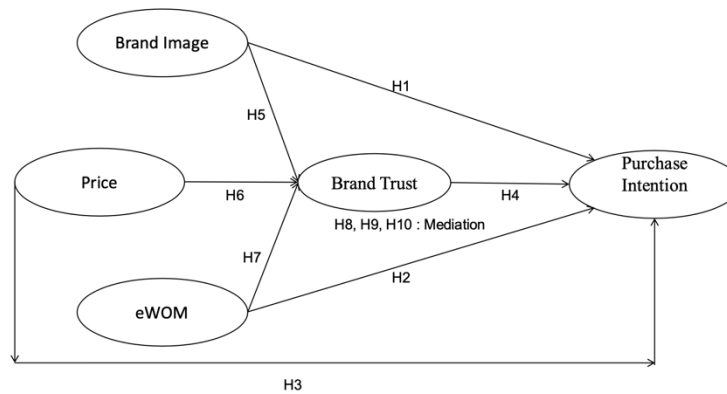 Brand Image
H1
H5
Purchase
Intention
Price
H6
Brand Trust
H4
H8, H9, H10 : Mediation
H7
H2
eWOM
H3